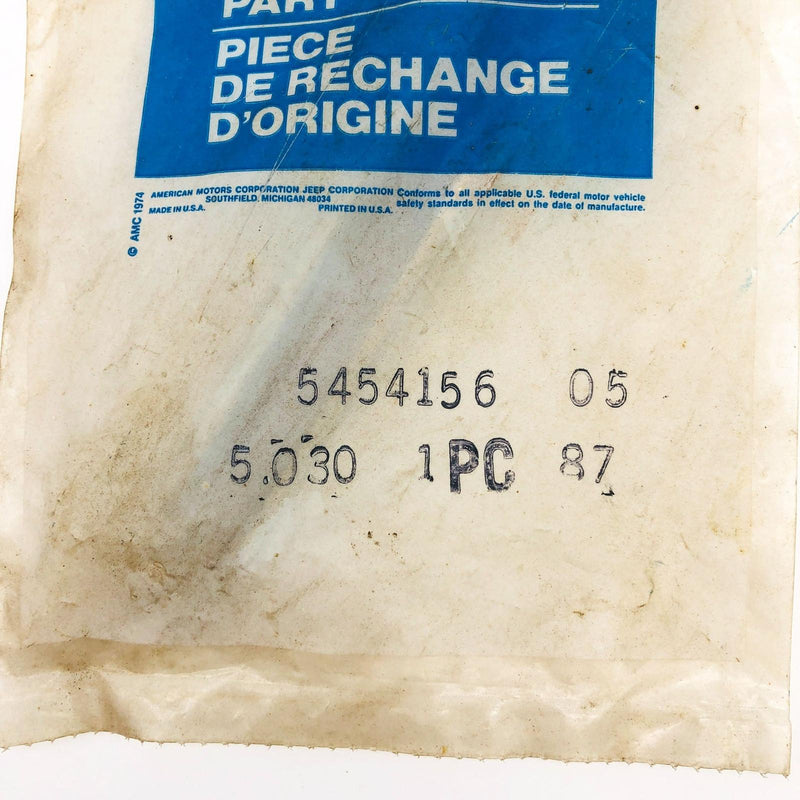 PART
PIECE
DE RECHANGE
D'ORIGINE
© AMC 1974
AMERICAN MOTORS CORPORATION JEEP CORPORATION
SOUTHFIELD, MICHIGAN 48034
MADE IN U.S.A. PRINTED IN U.S.A.
Conforms to all applicable U.S. federal motor vehicle
safety standards in effect on the date of manufacture.
5454156 05
5.030 1PC 87